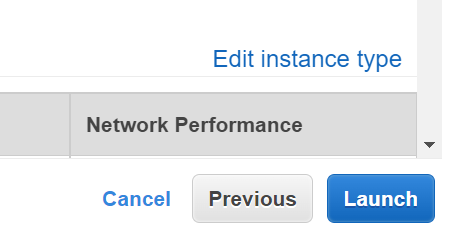 Edit instance type
Network Performance
Cancel Previous Launch